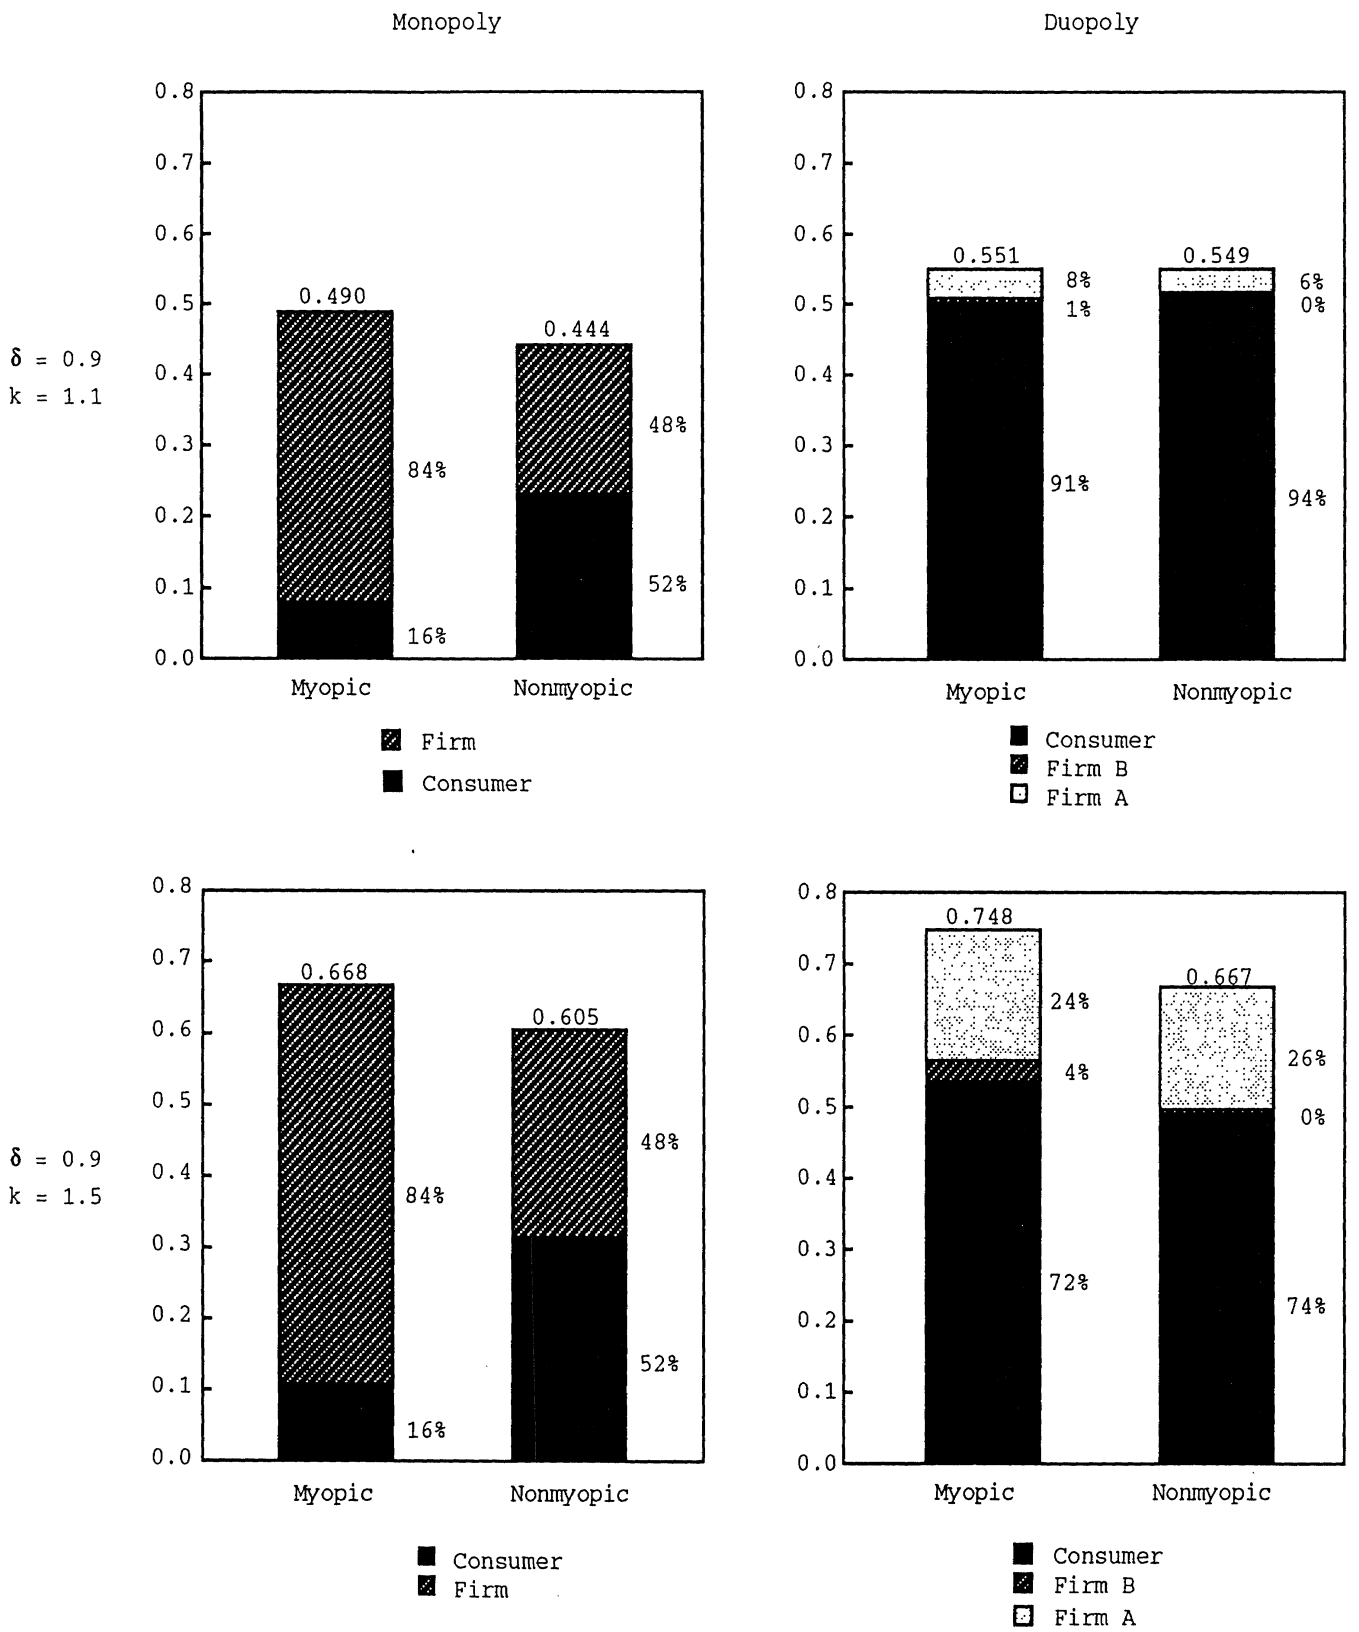 Monopoly
Duopoly
0.8
0.7
0.6
0.5
0.4
0.3
0.2
0.1
0.0
δ = 0.9
k = 1.1
0.490
84%
16%
0.444
48%
52%
Myopic
Nonmyopic
Firm
Consumer
0.8
0.7
0.6
0.5
0.4
0.3
0.2
0.1
0.0
0.551
8%
1%
91%
0.549
6%
0%
94%
Myopic
Nonmyopic
Consumer
Firm B
Firm A
0.8
0.7
0.6
0.5
0.4
0.3
0.2
0.1
0.0
δ = 0.9
k = 1.5
0.668
84%
16%
0.605
48%
52%
Myopic
Nonmyopic
Consumer
Firm
0.8
0.7
0.6
0.5
0.4
0.3
0.2
0.1
0.0
0.748
24%
4%
72%
0.667
26%
0%
74%
Myopic
Nonmyopic
Consumer
Firm B
Firm A